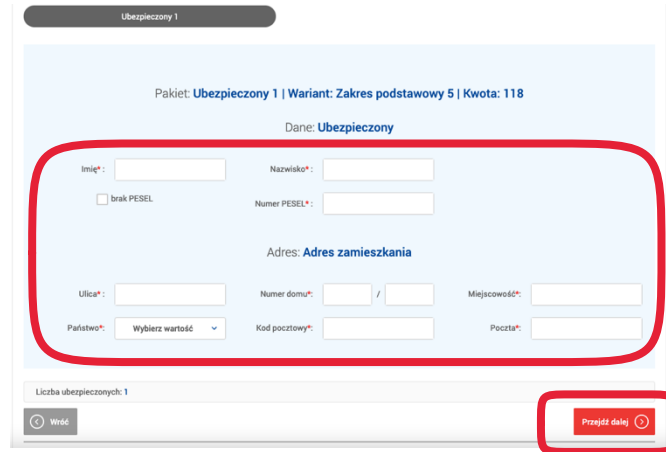 Ubezpieczony 1
Pakiet: Ubezpieczony 1 | Wariant: Zakres podstawowy 5 | Kwota: 118
Dane: Ubezpieczony
Imię*: Nazwisko*:
brak PESEL Numer PESEL*:
Adres: Adres zamieszkania
Ulica*: Numer domu*: / Miejscowość*:
Państwo*: Wybierz wartość Kod pocztowy*: Poczta*:
Liczba ubezpieczonych: 1
Wróć Przejdź dalej